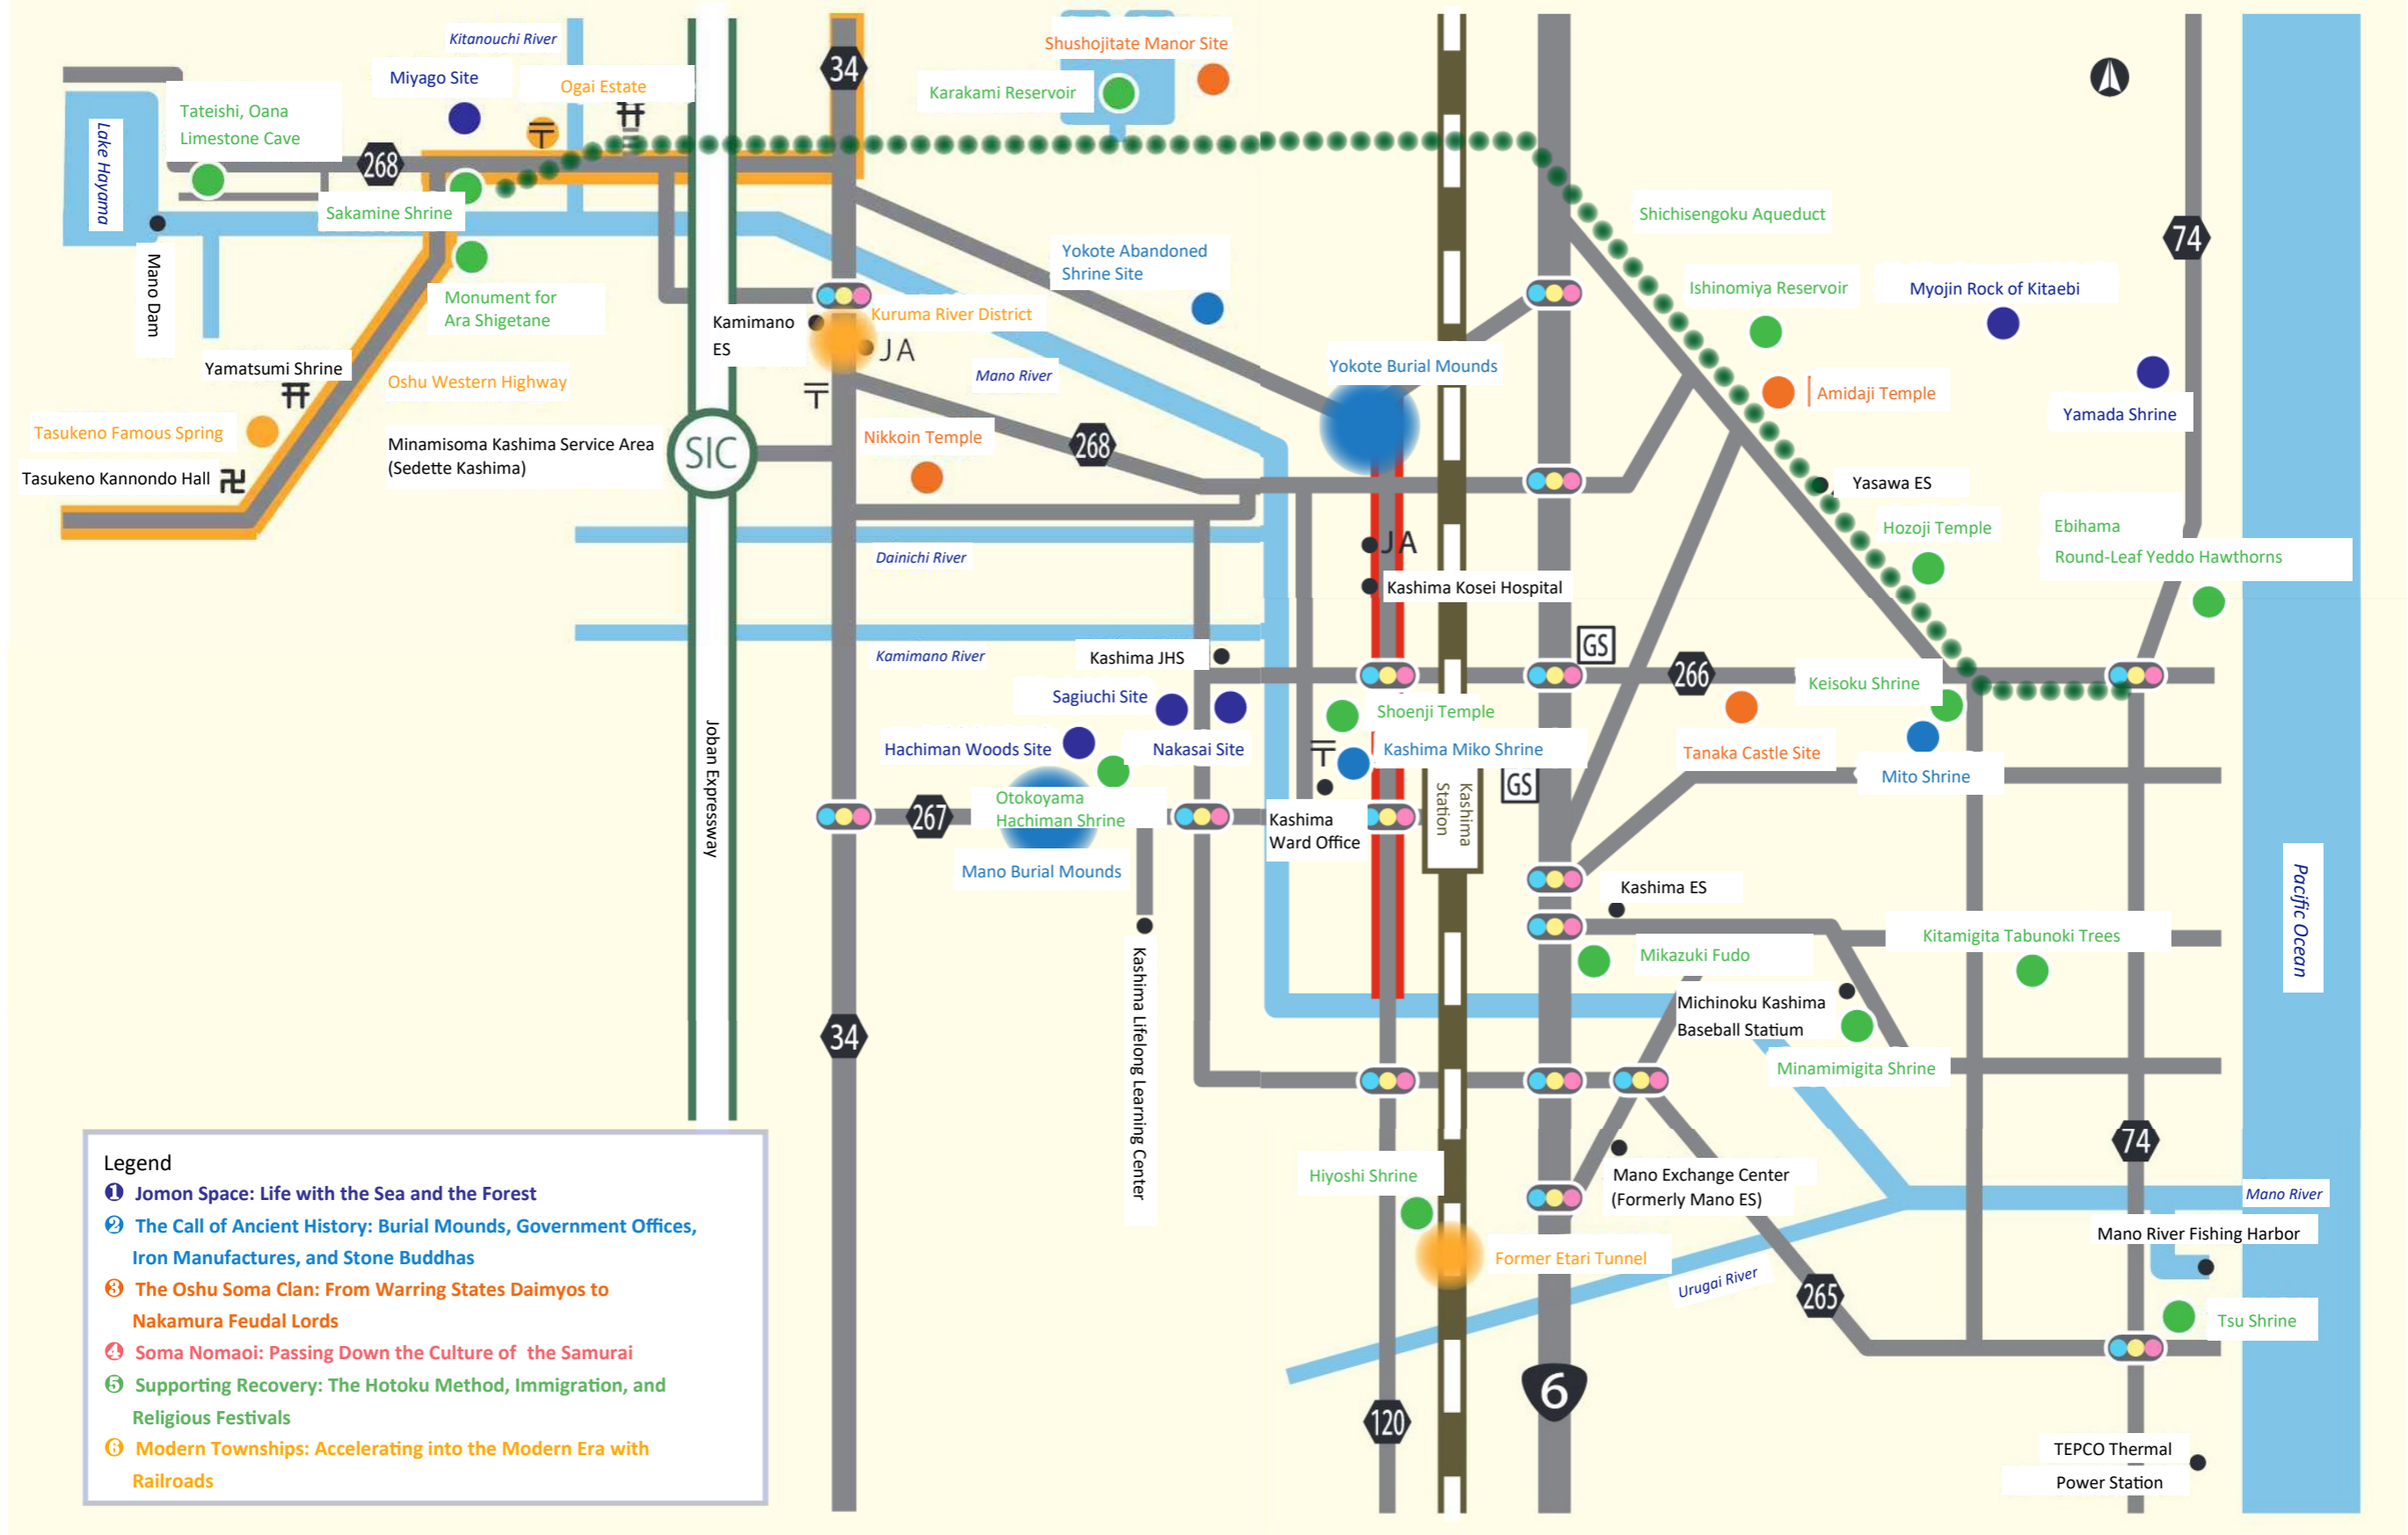 Kitanouchi River
Miyago Site
Ogai Estate
34
Shushojitate Manor Site
Karakami Reservoir
Tateishi, Oana
Limestone Cave
Lake Hayama
268
Sakamine Shrine
Mano Dam
Monument for
Ara Shigetane
Yamatsumi Shrine
Oshu Western Highway
Tasukeno Famous Spring
Tasukeno Kannondo Hall
卍
Minamisoma Kashima Service Area
(Sedette Kashima)
SIC
Kamimano
ES
Kuruma River District
JA
〒
〒
Mano River
Nikkoin Temple
268
Yokote Abandoned
Shrine Site
Yokote Burial Mounds
Shichisengoku Aqueduct
Ishinomiya Reservoir
Myojin Rock of Kitaebi
74
Amidaji Temple
Yamada Shrine
Yasawa ES
Hozoji Temple
Ebihama
Round-Leaf Yeddo Hawthorns
Dainichi River
Kamimano River
JA
Kashima Kosei Hospital
Kashima JHS
Sagiuchi Site
Hachiman Woods Site
Nakasai Site
Shoenji Temple
〒
Kashima Miko Shrine
GS
GS
266
Keisoku Shrine
Tanaka Castle Site
Mito Shrine
Joban Expressway
267
Otokoyama
Hachiman Shrine
Mano Burial Mounds
Kashima
Ward Office
Kashima
Station
Kashima ES
Mikazuki Fudo
Kitamigita Tabunoki Trees
Pacific Ocean
Michinoku Kashima
Baseball Statium
Minamimigita Shrine
Kashima Lifelong Learning Center
34
74
Hiyoshi Shrine
Mano Exchange Center
(Formerly Mano ES)
Mano River
Mano River Fishing Harbor
Former Etari Tunnel
Urugai River
265
Tsu Shrine
6
120
TEPCO Thermal
Power Station
Legend
❶ Jomon Space: Life with the Sea and the Forest
❷ The Call of Ancient History: Burial Mounds, Government Offices,
Iron Manufactures, and Stone Buddhas
❸ The Oshu Soma Clan: From Warring States Daimyos to
Nakamura Feudal Lords
❹ Soma Nomaoi: Passing Down the Culture of the Samurai
❺ Supporting Recovery: The Hotoku Method, Immigration, and
Religious Festivals
❻ Modern Townships: Accelerating into the Modern Era with
Railroads